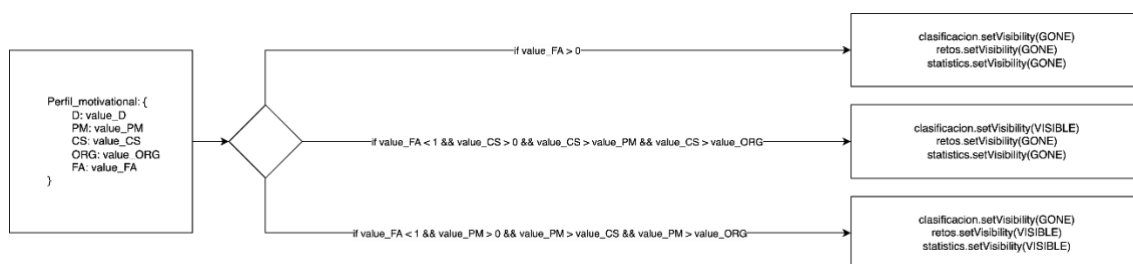 Perfil_motivational: {
D: value_D
PM: value_PM
CS: value_CS
ORG: value_ORG
FA: value_FA
}
if value_FA > 0
clasificacion.setVisibility(GONE)
retos.setVisibility(GONE)
statistics.setVisibility(GONE)
if value_FA < 1 && value_CS > 0 && value_CS > value_PM && value_CS > value_ORG
clasificacion.setVisibility(VISIBLE)
retos.setVisibility(GONE)
statistics.setVisibility(GONE)
if value_FA < 1 && value_PM > 0 && value_PM > value_CS && value_PM > value_ORG
clasificacion.setVisibility(GONE)
retos.setVisibility(VISIBLE)
statistics.setVisibility(VISIBLE)